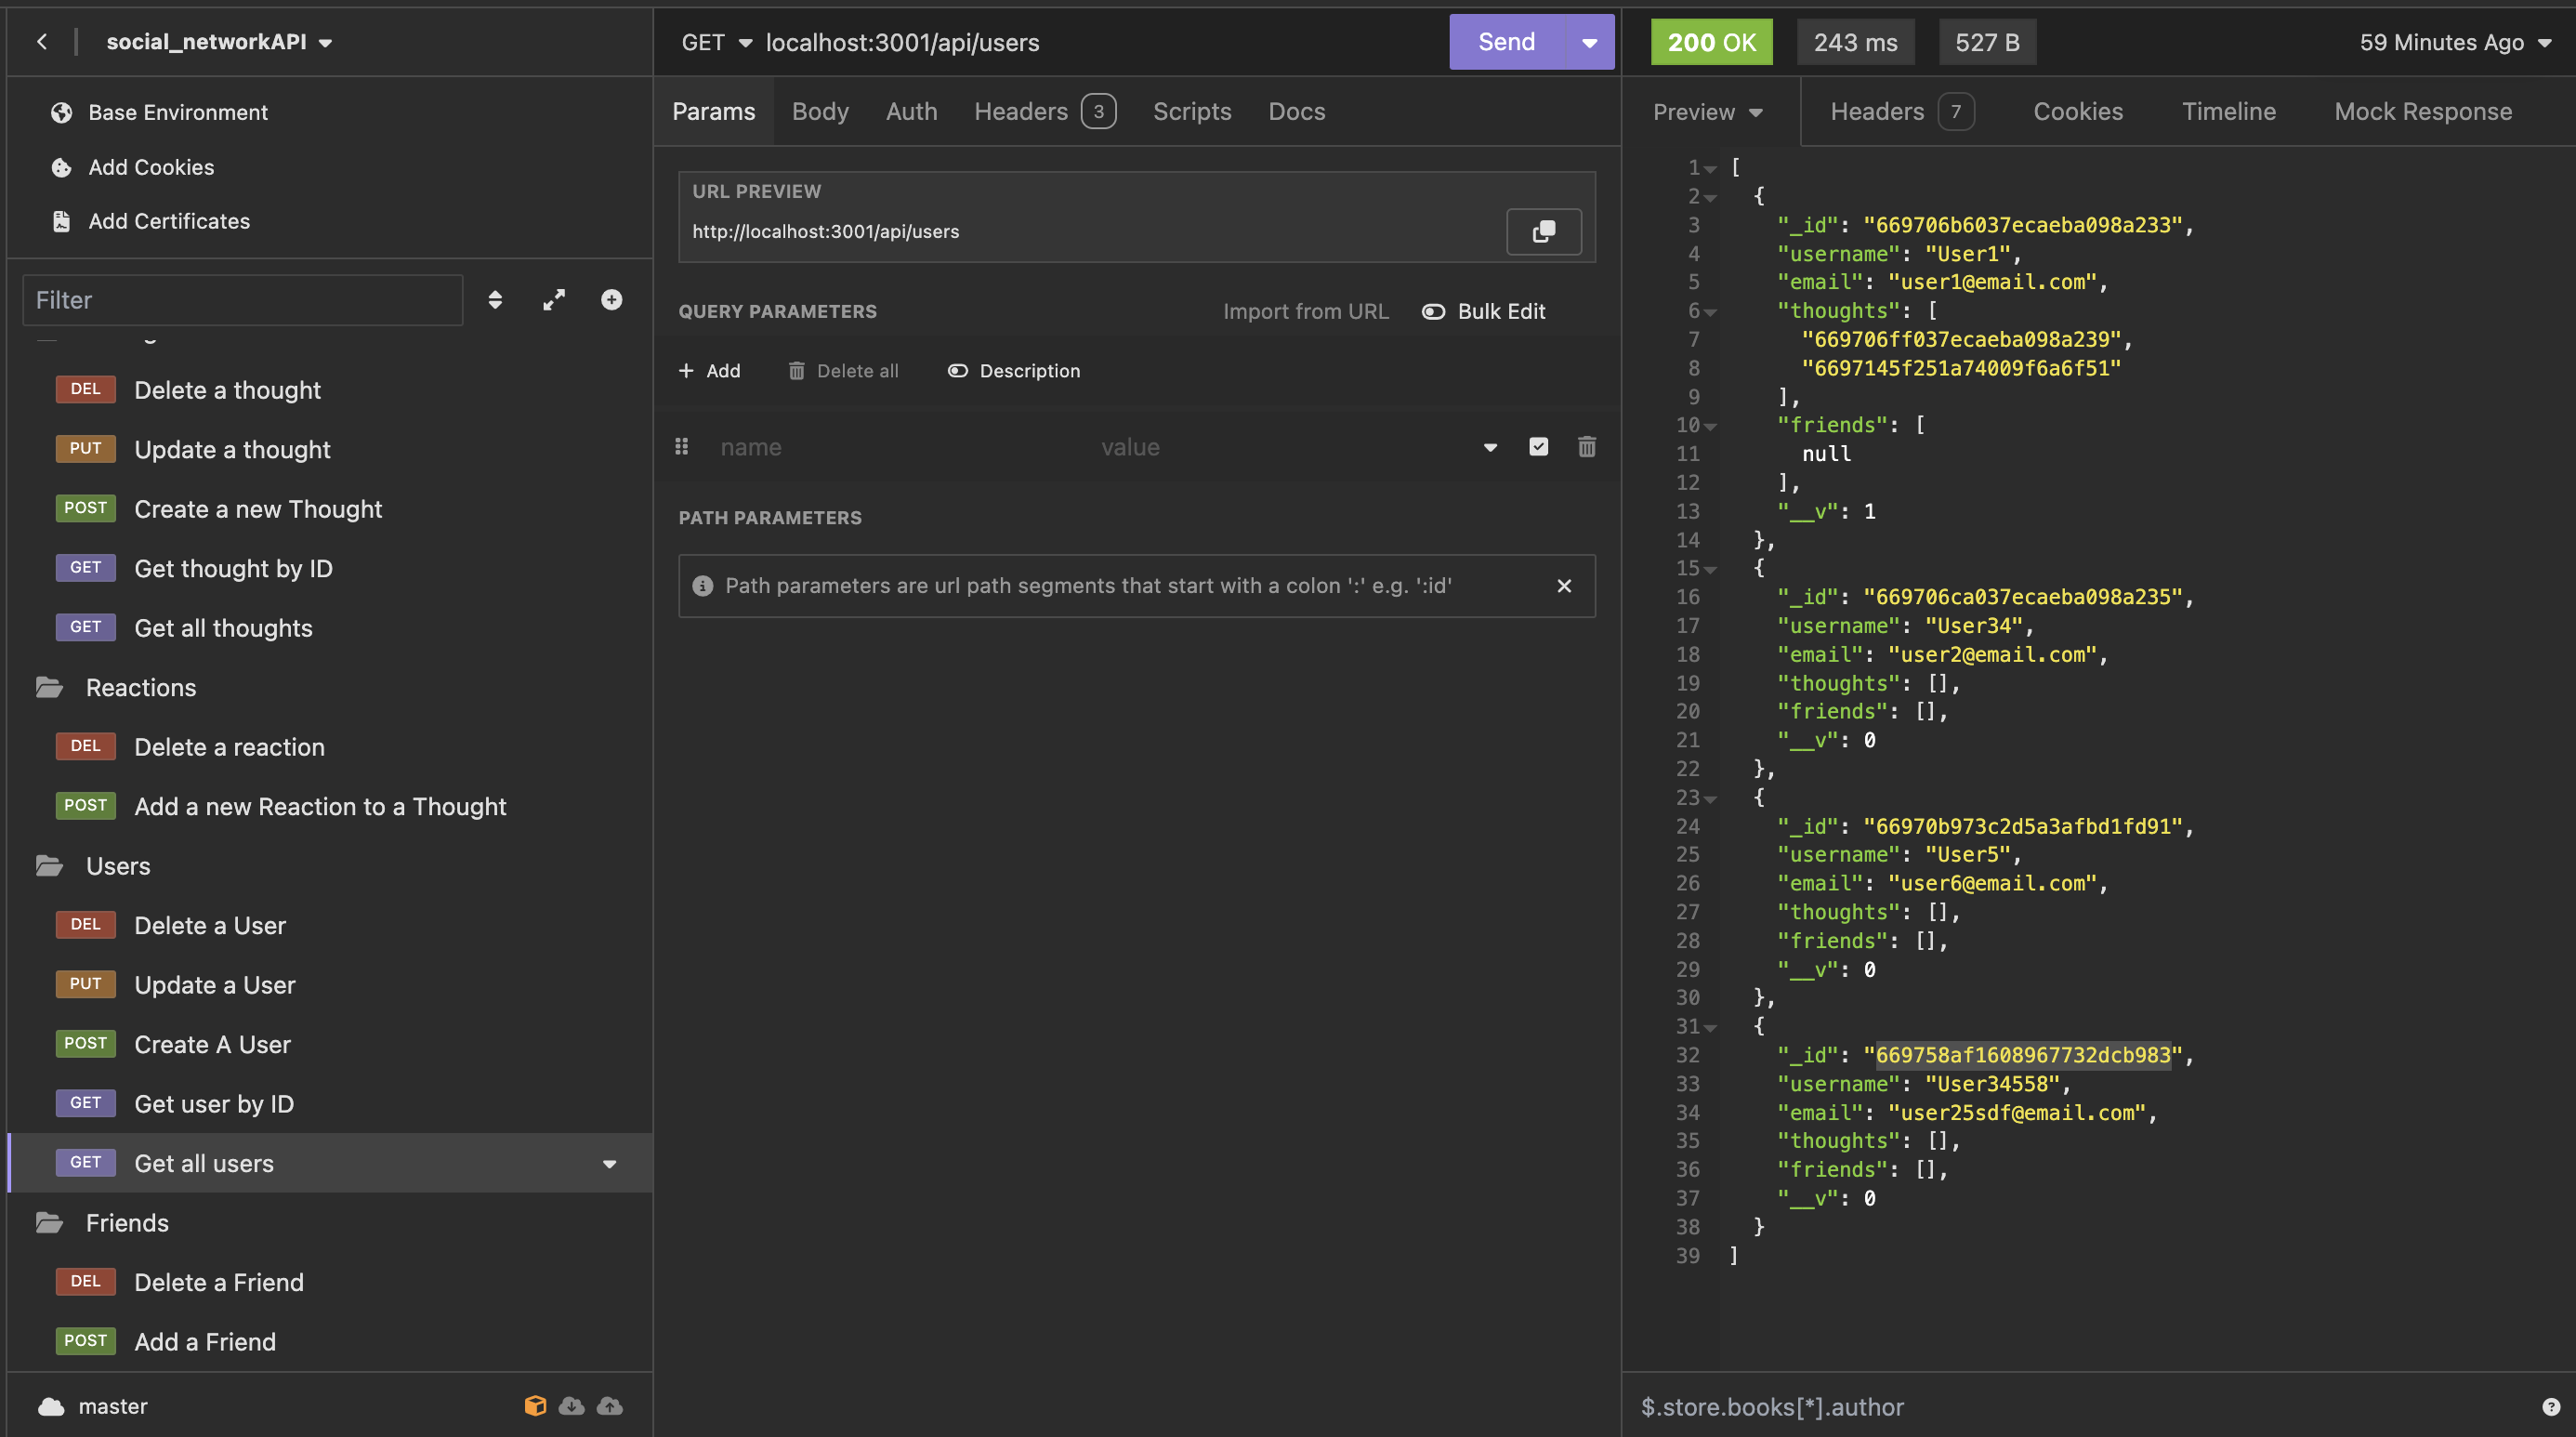 social_networkAPI
Base Environment
Add Cookies
Add Certificates
Filter
DEL Delete a thought
PUT Update a thought
POST Create a new Thought
GET Get thought by ID
GET Get all thoughts
Reactions
DEL Delete a reaction
POST Add a new Reaction to a Thought
Users
DEL Delete a User
PUT Update a User
POST Create A User
GET Get user by ID
GET Get all users
Friends
DEL Delete a Friend
POST Add a Friend
master
GET localhost:3001/api/users Send
Params Body Auth Headers 3 Scripts Docs
URL PREVIEW
http://localhost:3001/api/users
QUERY PARAMETERS Import from URL Bulk Edit
+ Add Delete all Description
name value
PATH PARAMETERS
Path parameters are url path segments that start with a colon ':' e.g. ':id'
200 OK 243 ms 527 B 59 Minutes Ago
Preview Headers 7 Cookies Timeline Mock Response
1 [
2 {
3 "_id": "669706b6037ecaeba098a233",
4 "username": "User1",
5 "email": "user1@email.com",
6 "thoughts": [
7 "669706ff037ecaeba098a239",
8 "6697145f251a74009f6a6f51"
9 ],
10 "friends": [
11 null
12 ],
13 "__v": 1
14 },
15 {
16 "_id": "669706ca037ecaeba098a235",
17 "username": "User34",
18 "email": "user2@email.com",
19 "thoughts": [],
20 "friends": [],
21 "__v": 0
22 },
23 {
24 "_id": "66970b973c2d5a3afbd1fd91",
25 "username": "User5",
26 "email": "user6@email.com",
27 "thoughts": [],
28 "friends": [],
29 "__v": 0
30 },
31 {
32 "_id": "669758af1608967732dcb983",
33 "username": "User34558",
34 "email": "user25sdf@email.com",
35 "thoughts": [],
36 "friends": [],
37 "__v": 0
38 }
39 ]
$.store.books[*].author